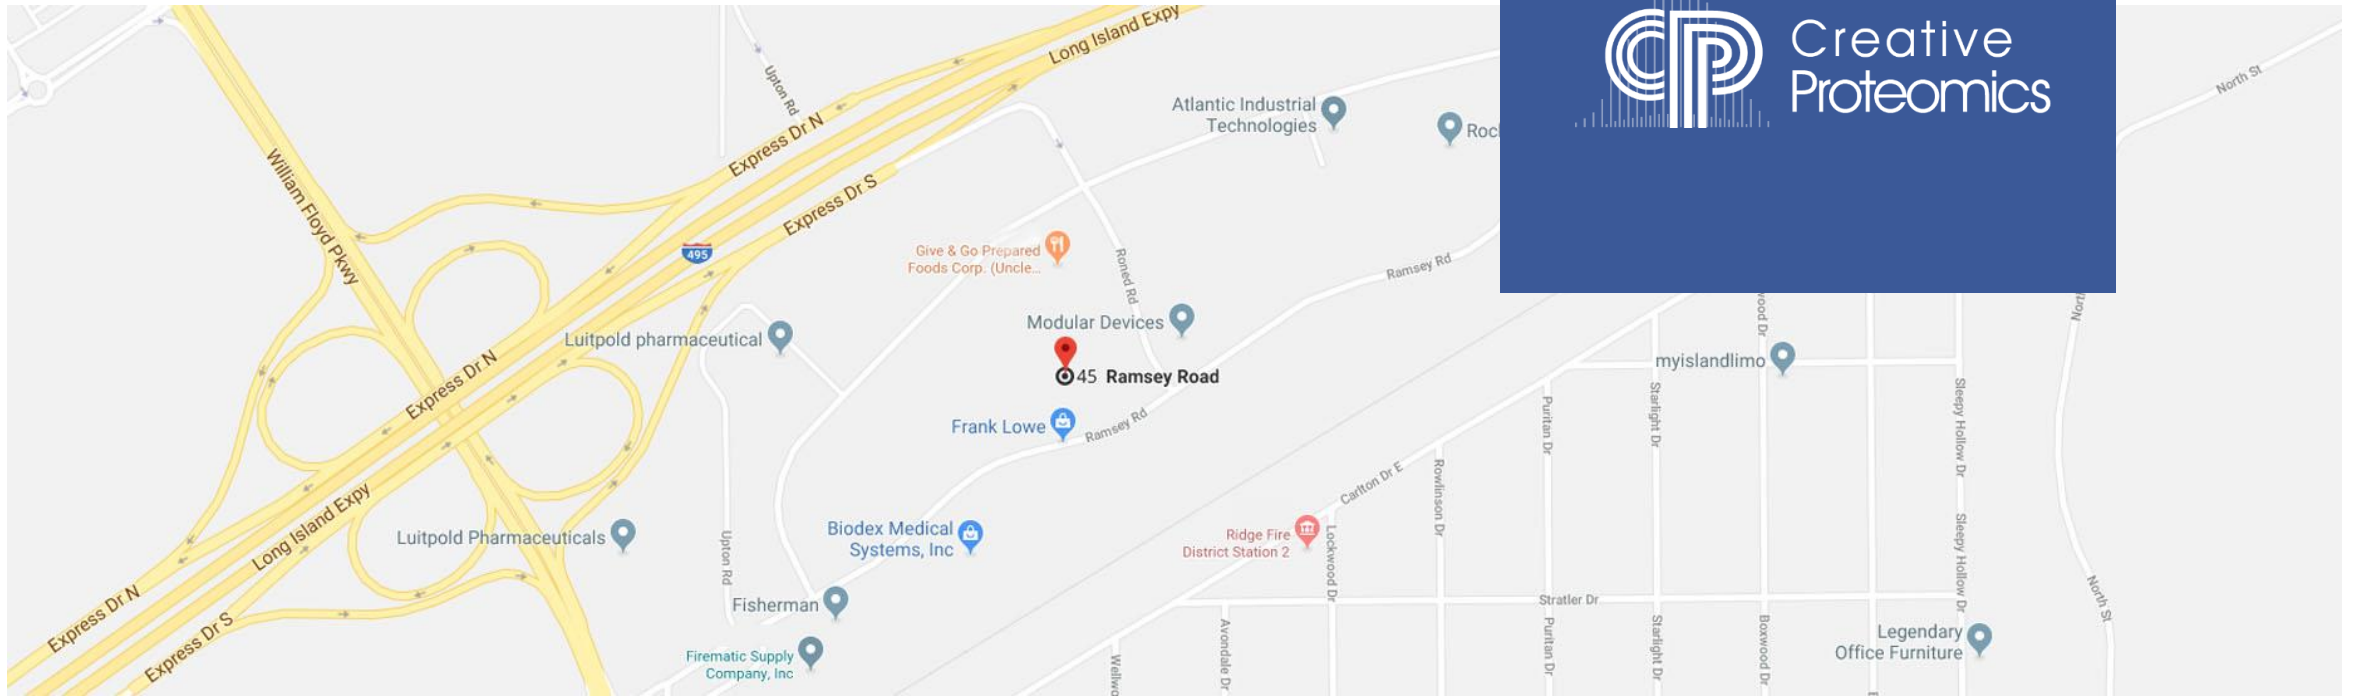 Creative
Proteomics
Long Island Expy
North St
Upton Rd
Atlantic Industrial
Technologies
Express Dr N
William Floyd Pkwy
Express Dr S
495
Give & Go Prepared
Foods Corp. (Uncle...
Roned Rd
Ramsey Rd
Modular Devices
Luitpold pharmaceutical
45 Ramsey Road
myislandlimo
Express Dr N
Frank Lowe
Ramsey Rd
Puritan Dr
Starlight Dr
Sleepy Hollow Dr
Carlton Dr E
Rowlinson Dr
Long Island Expy
Luitpold Pharmaceuticals
Upton Rd
Biodex Medical
Systems, Inc
Ridge Fire
District Station 2
Lockwood Dr
Sleepy Hollow Dr
Fisherman
Stratler Dr
North St
Express Dr N
Express Dr S
Firematic Supply
Company, Inc
Avondale Dr
Puritan Dr
Starlight Dr
Boxwood Dr
Legendary
Office Furniture